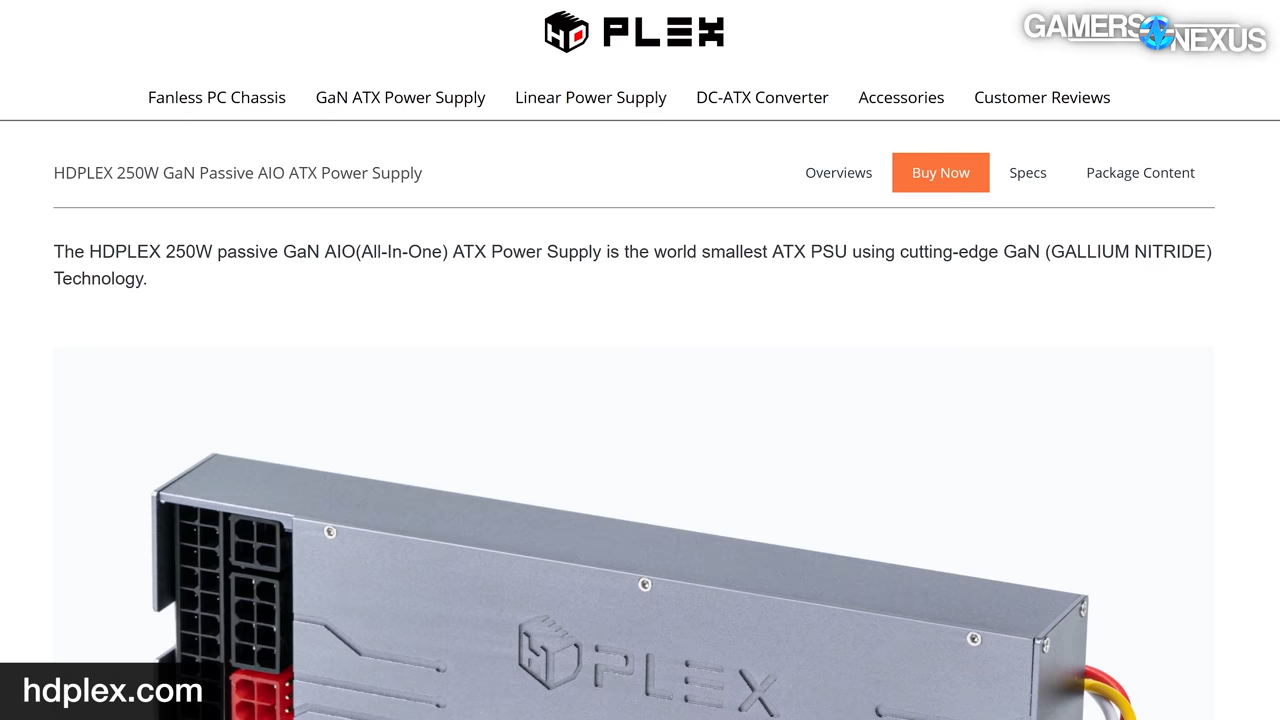 HD PLEX
GAMERS NEXUS
Fanless PC Chassis GaN ATX Power Supply Linear Power Supply DC-ATX Converter Accessories Customer Reviews
HDPLEX 250W GaN Passive AIO ATX Power Supply Overviews Buy Now Specs Package Content
The HDPLEX 250W passive GaN AIO(All-In-One) ATX Power Supply is the world smallest ATX PSU using cutting-edge GaN (GALLIUM NITRIDE)
Technology.
HD PLEX
hdplex.com